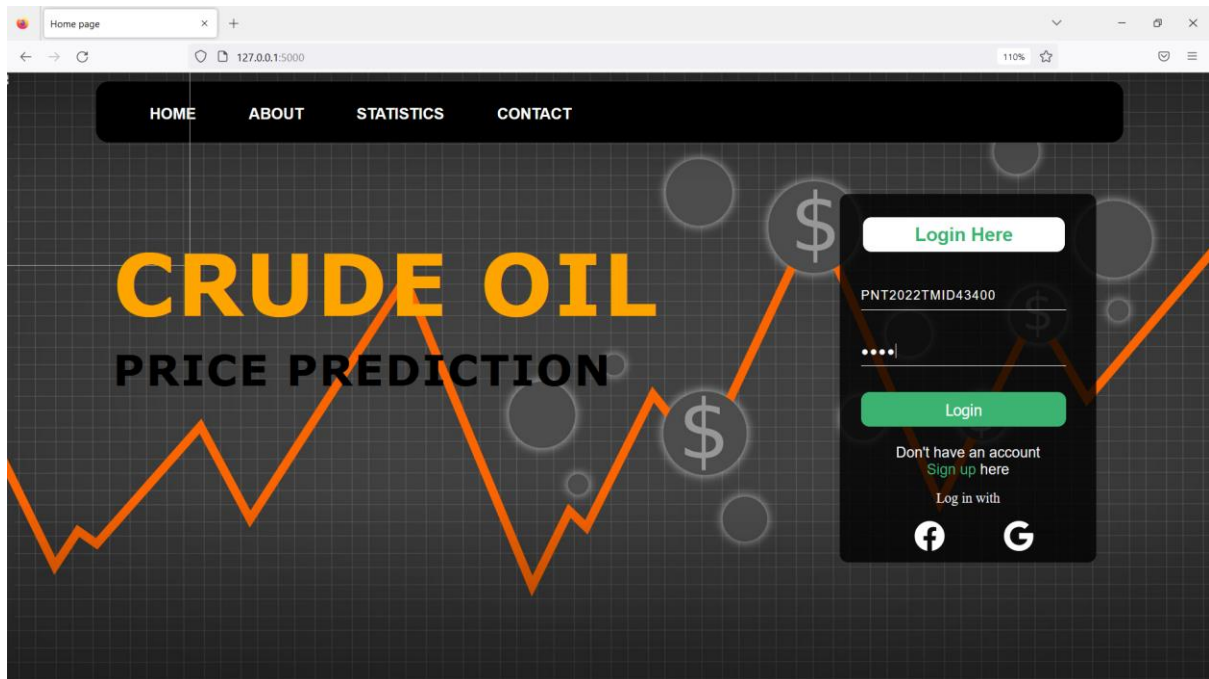 Home page
127.0.0.1:5000
110%
HOME ABOUT STATISTICS CONTACT
CRUDE OIL
PRICE PREDICTION
$
$
$
Login Here
PNT2022TMID43400
••••
Login
Don't have an account
Sign up here
Log in with